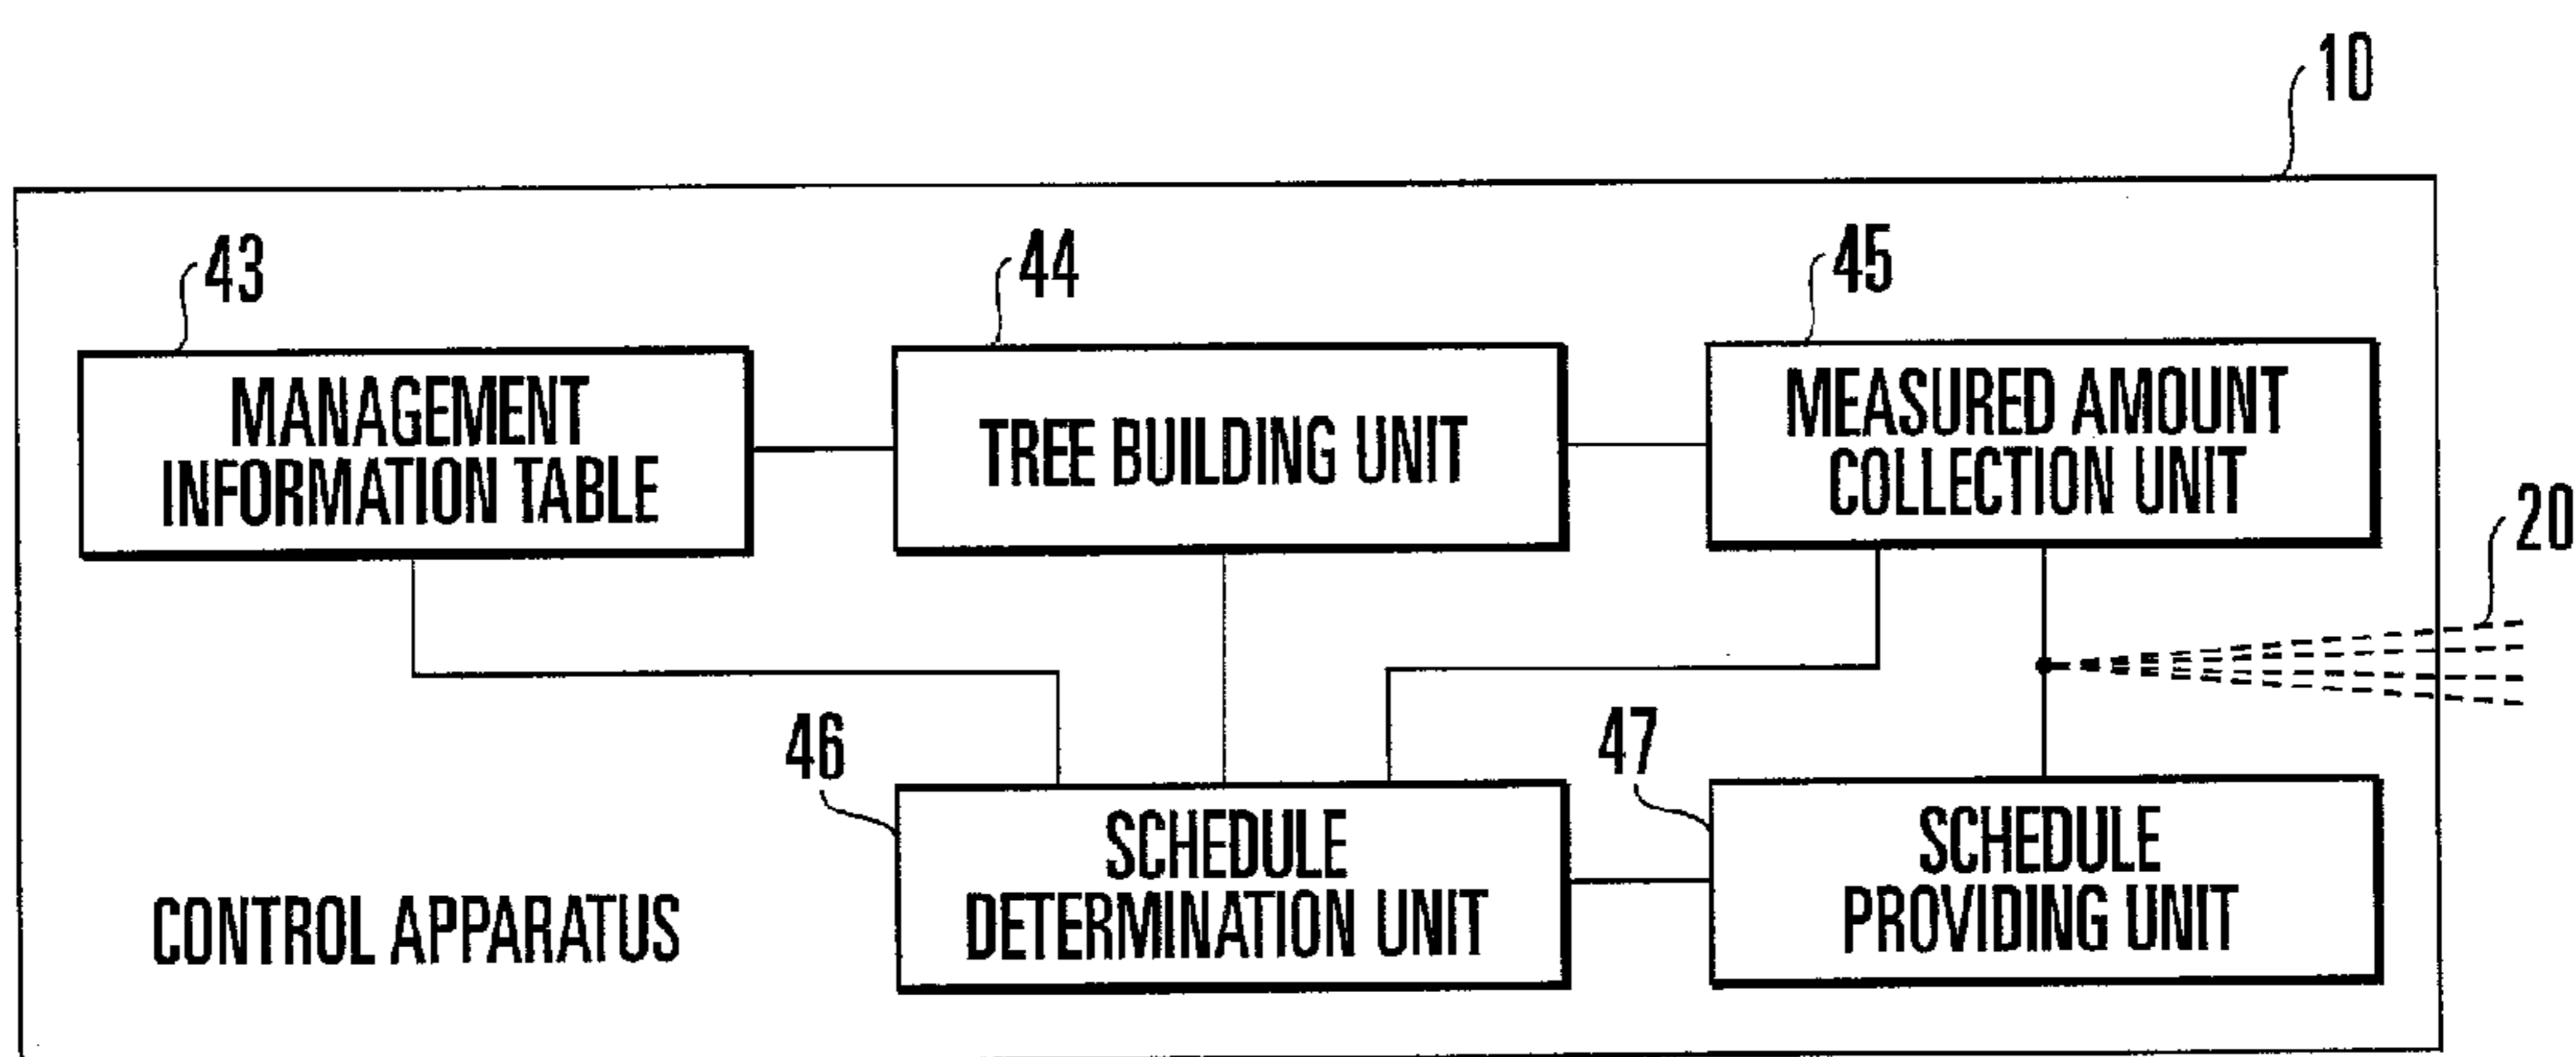 10
43
44
45
MANAGEMENT
INFORMATION TABLE
TREE BUILDING UNIT
MEASURED AMOUNT
COLLECTION UNIT
20
46
47
SCHEDULE
DETERMINATION UNIT
SCHEDULE
PROVIDING UNIT
CONTROL APPARATUS